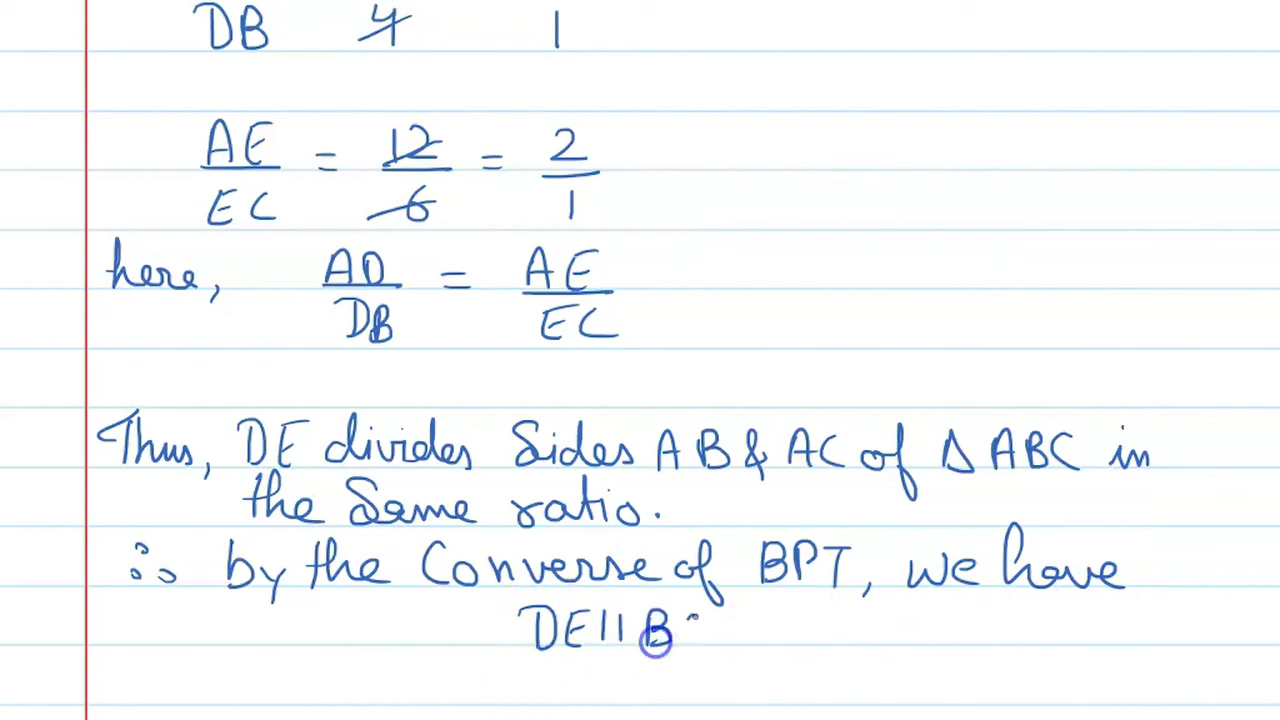 DB 4 1
AE = 12 = 2
EC 6 1
here, AD = AE
DB EC
Thus, DE divides Sides AB & AC of Δ ABC in
the Same ratio.
∴ by the Converse of BPT, we have
DE || B